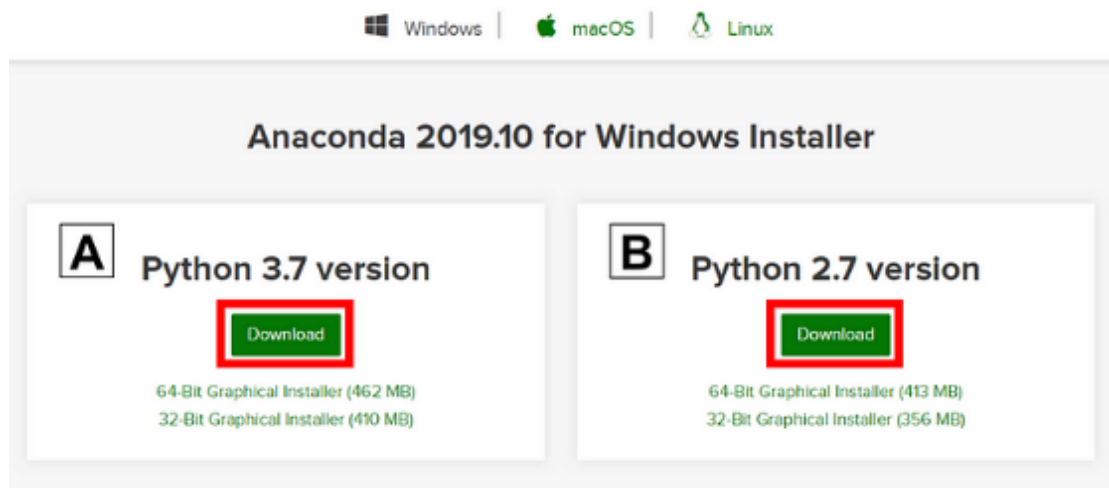 Windows | macOS | Linux
Anaconda 2019.10 for Windows Installer
A
Python 3.7 version
Download
64-Bit Graphical Installer (462 MB)
32-Bit Graphical Installer (410 MB)
B
Python 2.7 version
Download
64-Bit Graphical Installer (413 MB)
32-Bit Graphical Installer (356 MB)